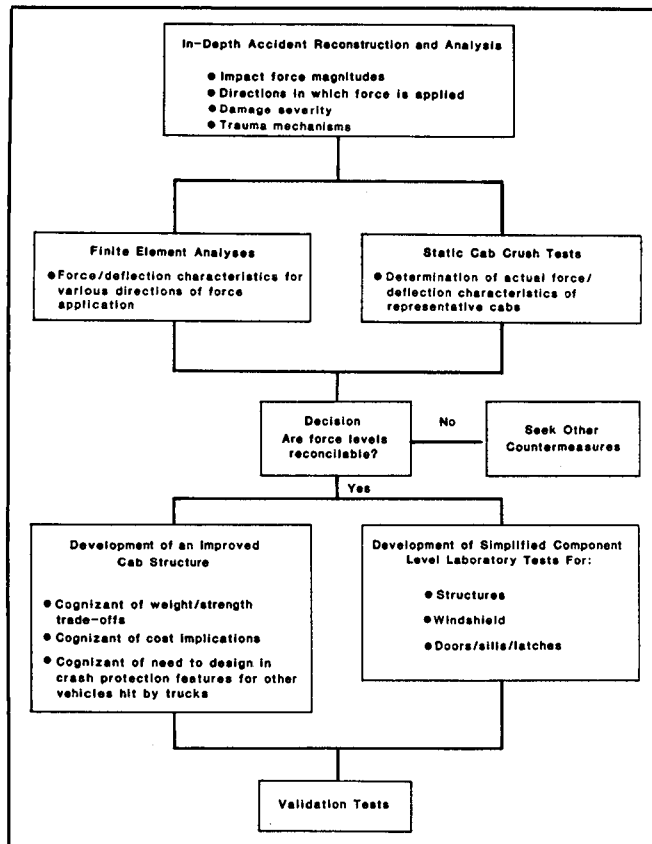 In-Depth Accident Reconstruction and Analysis
● Impact force magnitudes
● Directions in which force is applied
● Damage severity
● Trauma mechanisms
Finite Element Analyses
● Force/deflection characteristics for
various directions of force
application
Static Cab Crush Tests
● Determination of actual force/
deflection characteristics of
representative cabs
Decision
Are force levels
reconcilable?
No
Seek Other
Countermeasures
Yes
Development of an Improved
Cab Structure
● Cognizant of weight/strength
trade-offs
● Cognizant of cost implications
● Cognizant of need to design in
crash protection features for other
vehicles hit by trucks
Development of Simplified Component
Level Laboratory Tests For:
● Structures
● Windshield
● Doors/sills/latches
Validation Tests